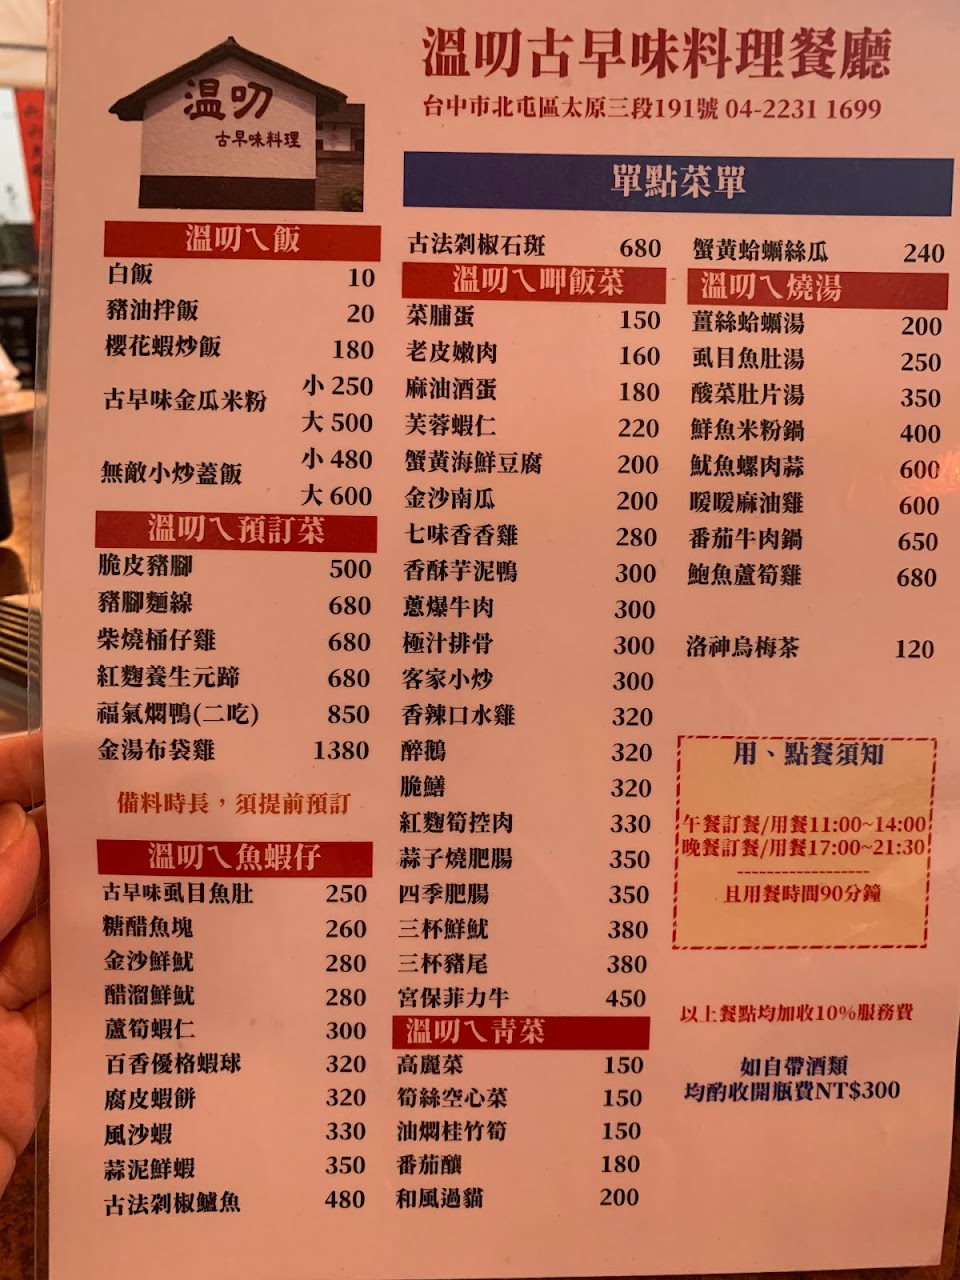 温叨
古早味料理
溫叨古早味料理餐廳
台中市北屯區太原三段191號 04-2231 1699
單點菜單
溫叨ㄟ飯
白飯 10
豬油拌飯 20
櫻花蝦炒飯 180
古早味金瓜米粉 小 250
大 500
無敵小炒蓋飯 小 480
大 600
溫叨ㄟ預訂菜
脆皮豬腳 500
豬腳麵線 680
柴燒桶仔雞 680
紅麴養生元蹄 680
福氣燜鴨(二吃) 850
金湯布袋雞 1380
備料時長，須提前預訂
溫叨ㄟ魚蝦仔
古早味虱目魚肚 250
糖醋魚塊 260
金沙鮮魷 280
醋溜鮮魷 280
蘆筍蝦仁 300
百香優格蝦球 320
腐皮蝦餅 320
風沙蝦 330
蒜泥鮮蝦 350
古法剁椒鱸魚 480
古法剁椒石斑 680
溫叨ㄟ呷飯菜
菜脯蛋 150
老皮嫩肉 160
麻油酒蛋 180
芙蓉蝦仁 220
蟹黃海鮮豆腐 200
金沙南瓜 200
七味香香雞 280
香酥芋泥鴨 300
蔥爆牛肉 300
極汁排骨 300
客家小炒 300
香辣口水雞 320
醉鵝 320
脆鱔 320
紅麴筍控肉 330
蒜子燒肥腸 350
四季肥腸 350
三杯鮮魷 380
三杯豬尾 380
宮保菲力牛 450
溫叨ㄟ青菜
高麗菜 150
筍絲空心菜 150
油燜桂竹筍 150
番茄釀 180
和風過貓 200
蟹黃蛤蠣絲瓜 240
溫叨ㄟ燒湯
薑絲蛤蠣湯 200
虱目魚肚湯 250
酸菜肚片湯 350
鮮魚米粉鍋 400
魷魚螺肉蒜 600
暖暖麻油雞 600
番茄牛肉鍋 650
鮑魚蘆筍雞 680
洛神烏梅茶 120
用、點餐須知
午餐訂餐/用餐11:00~14:00
晚餐訂餐/用餐17:00~21:30
------------------
且用餐時間90分鐘
以上餐點均加收10%服務費
如自帶酒類
均酌收開瓶費NT$300